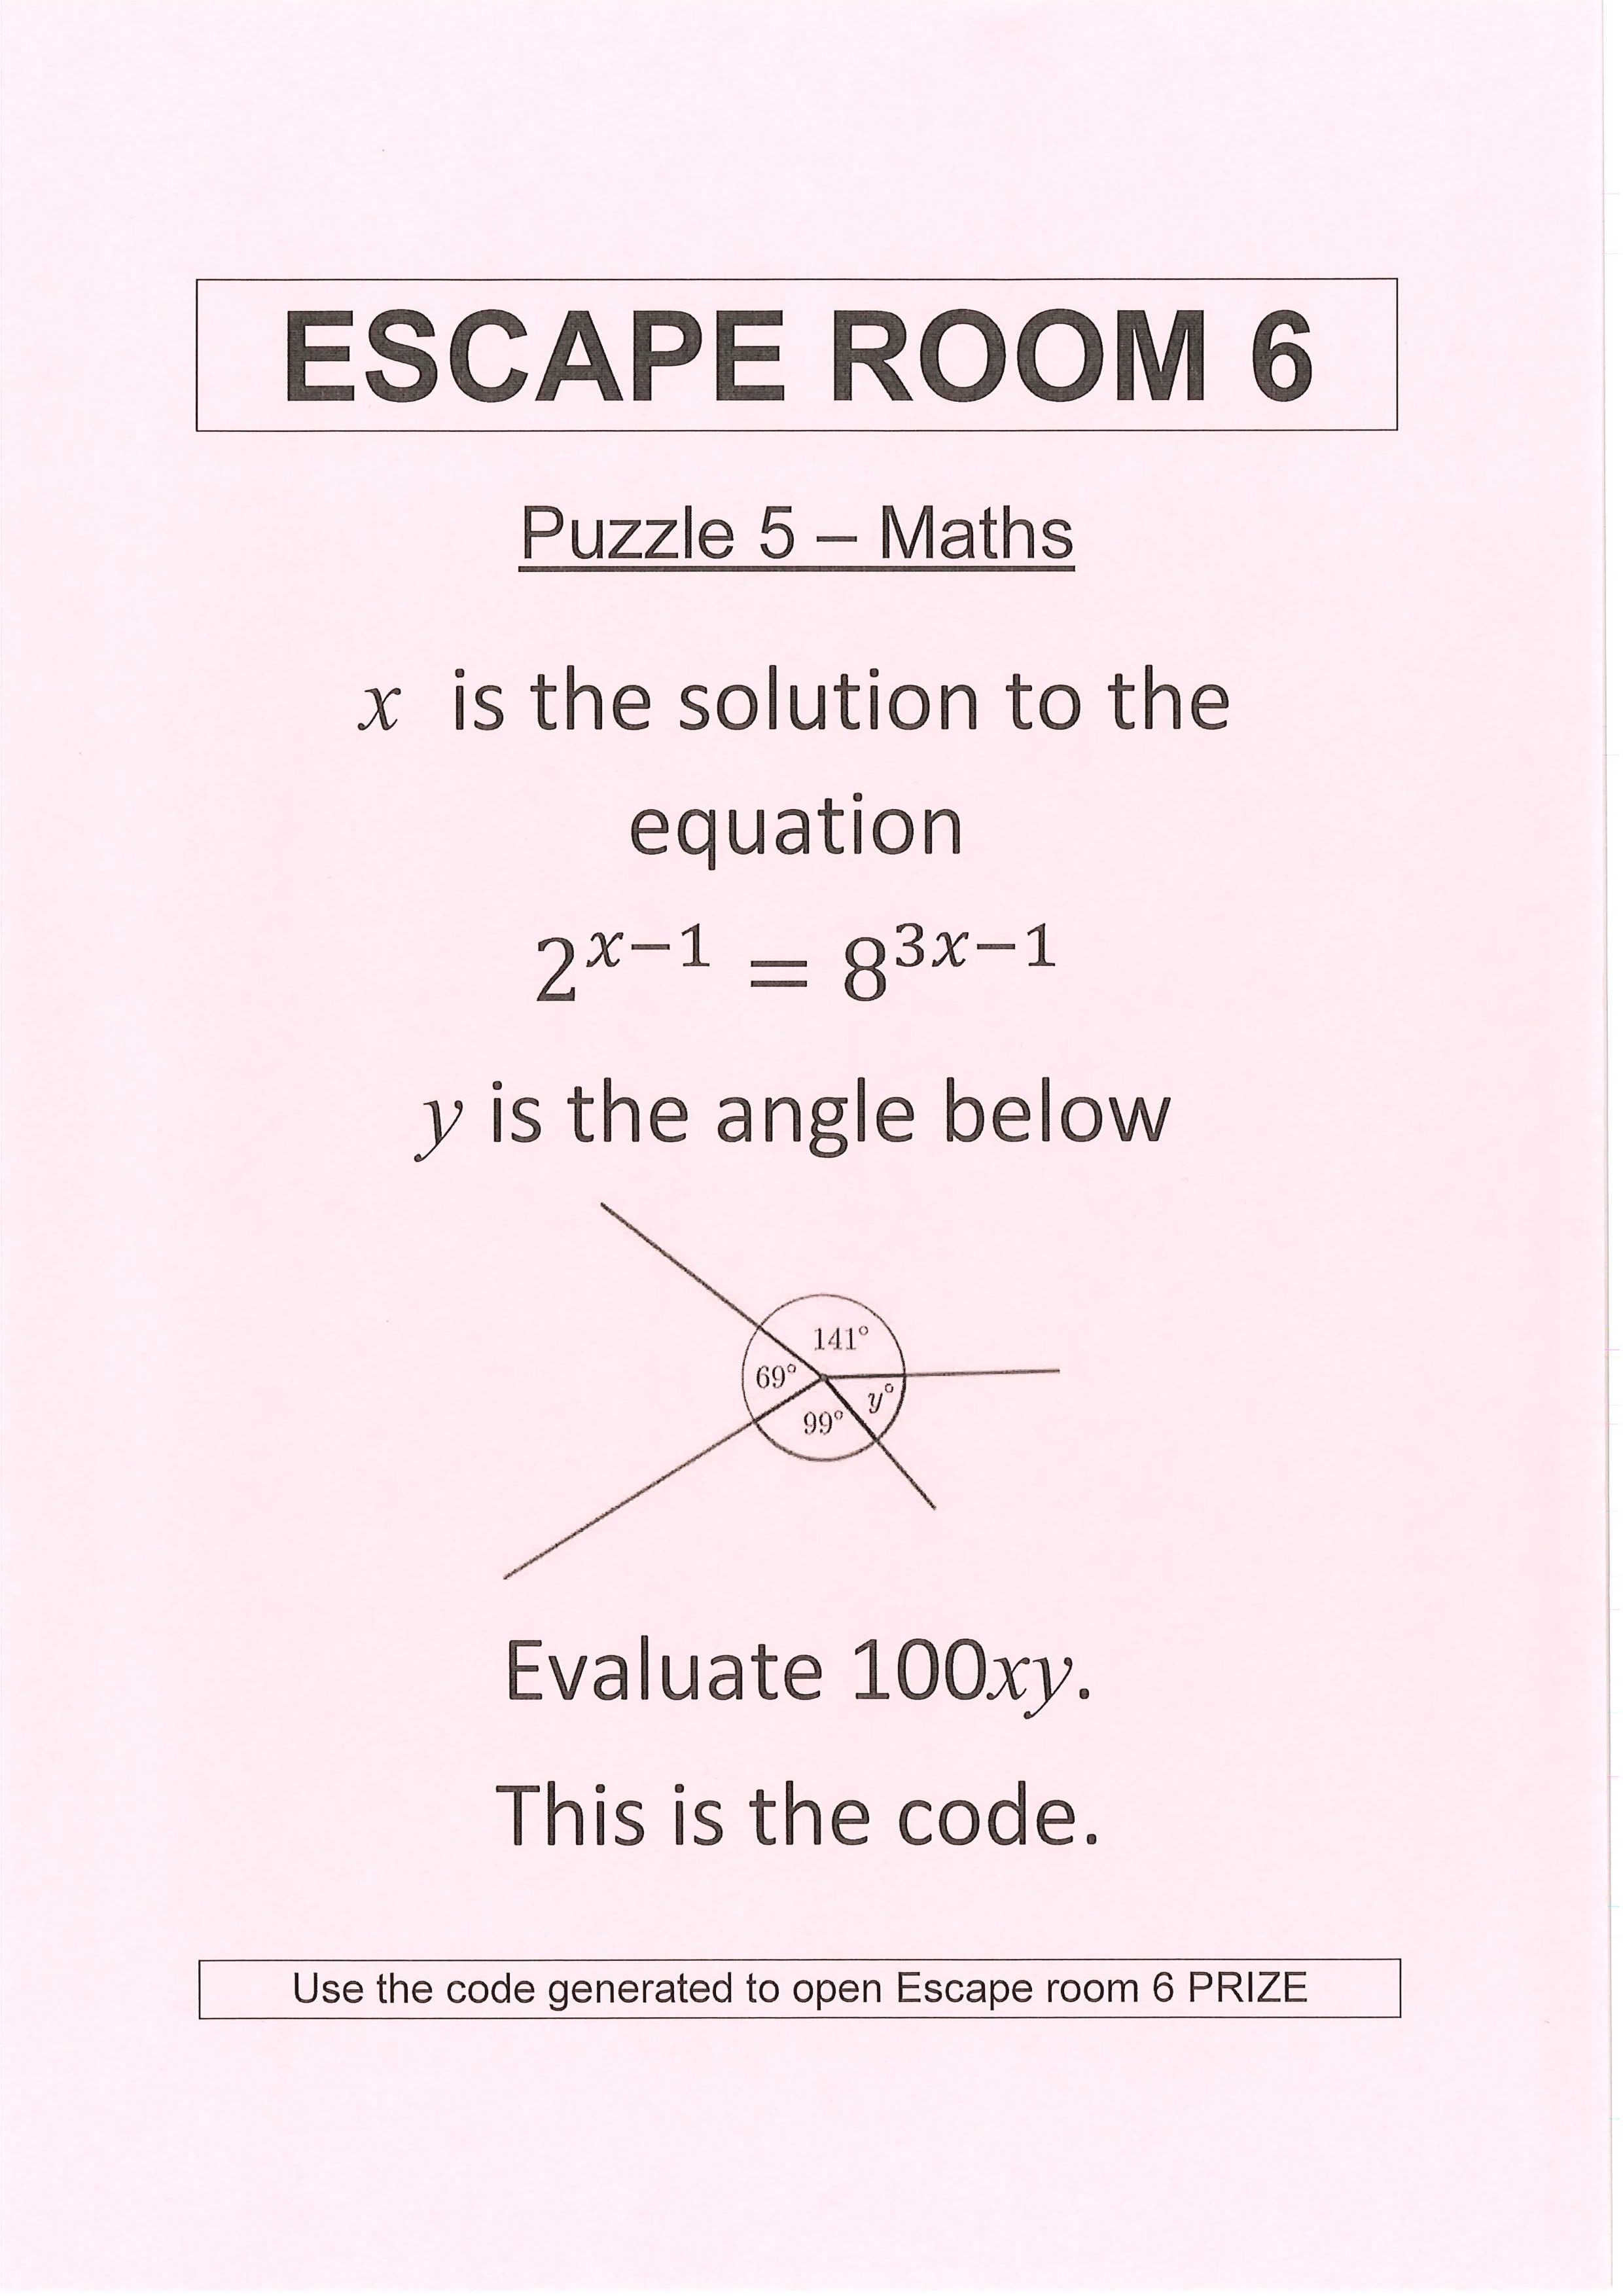 ESCAPE ROOM 6
Puzzle 5 – Maths
x is the solution to the
equation
2^{x−1} = 8^{3x−1}
y is the angle below
141°
69°
y°
99°
Evaluate 100xy.
This is the code.
Use the code generated to open Escape room 6 PRIZE